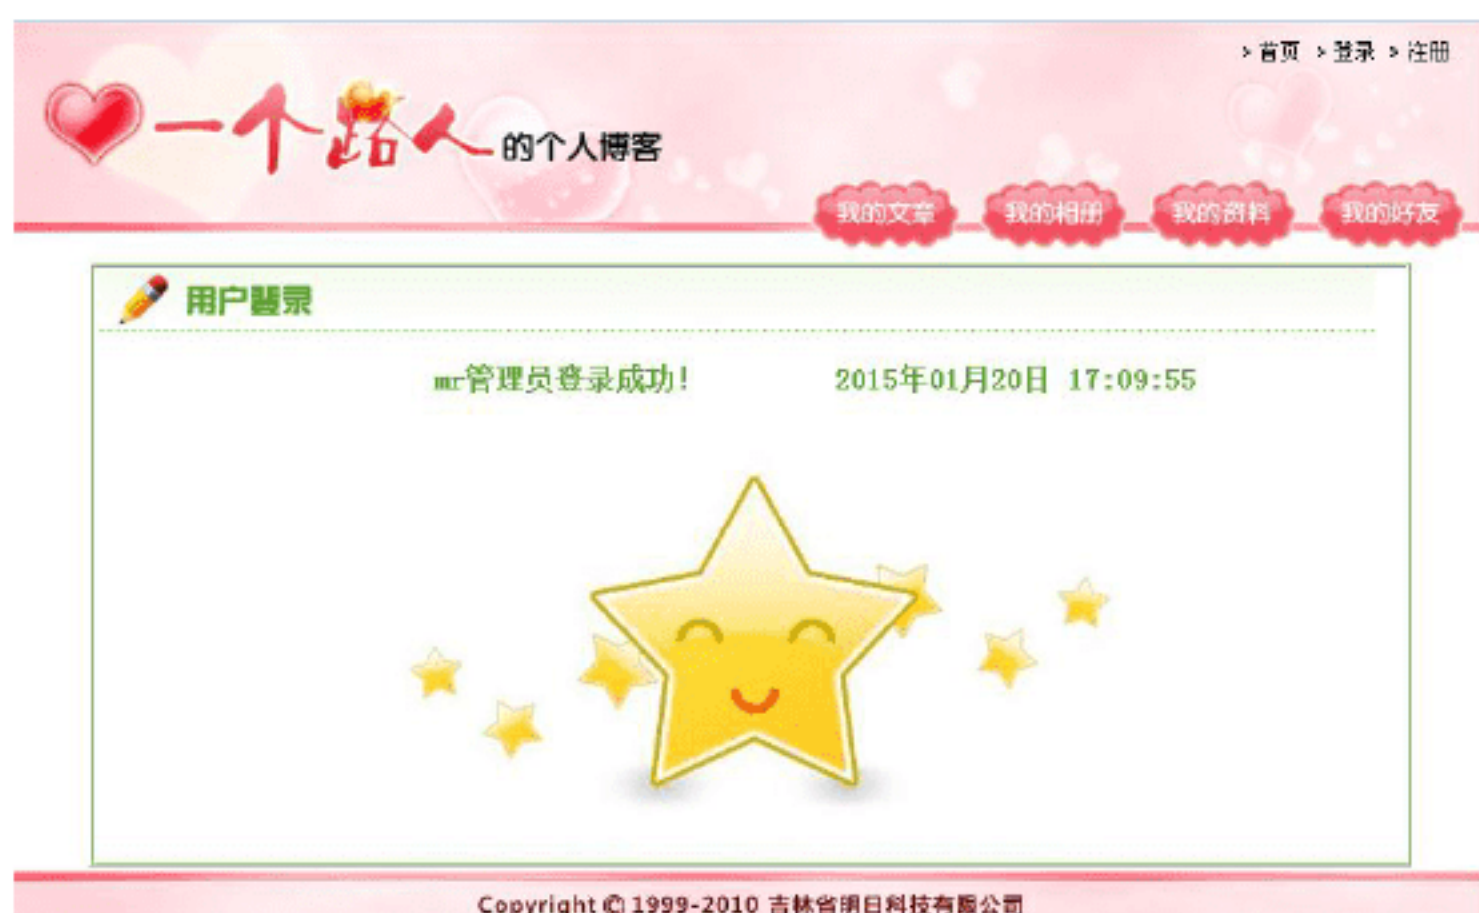 > 首页 > 登录 > 注册
一个路人的个人博客
我的文章 我的相册 我的资料 我的好友
用户登录
mr管理员登录成功! 2015年01月20日 17:09:55
Copyright © 1999-2010 吉林省明日科技有限公司